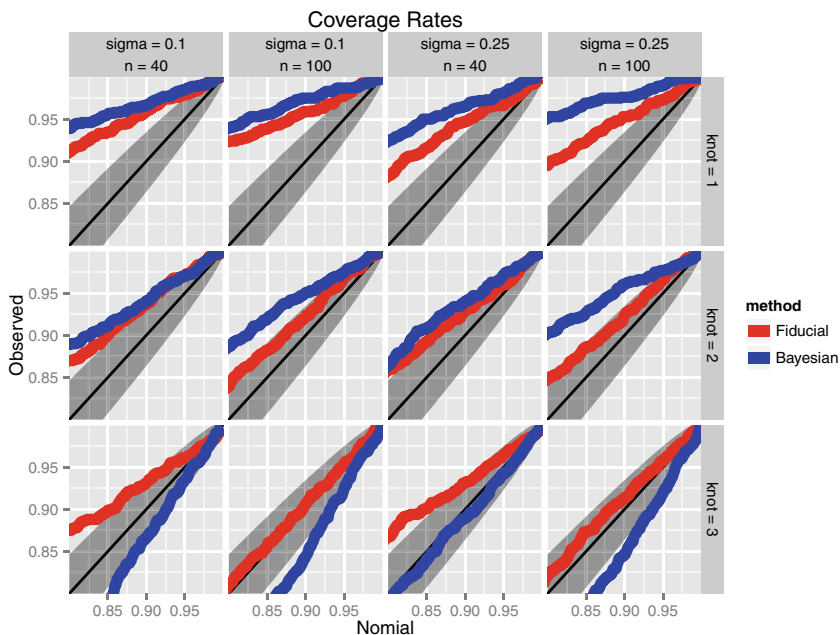 Coverage Rates
sigma = 0.1
n = 40
sigma = 0.1
n = 100
sigma = 0.25
n = 40
sigma = 0.25
n = 100
0.95
0.90
0.85
knot = 1
0.95
0.90
0.85
knot = 2
0.95
0.90
0.85
knot = 3
Observed
0.85 0.90 0.95
0.85 0.90 0.95
0.85 0.90 0.95
0.85 0.90 0.95
Nomial
method
Fiducial
Bayesian